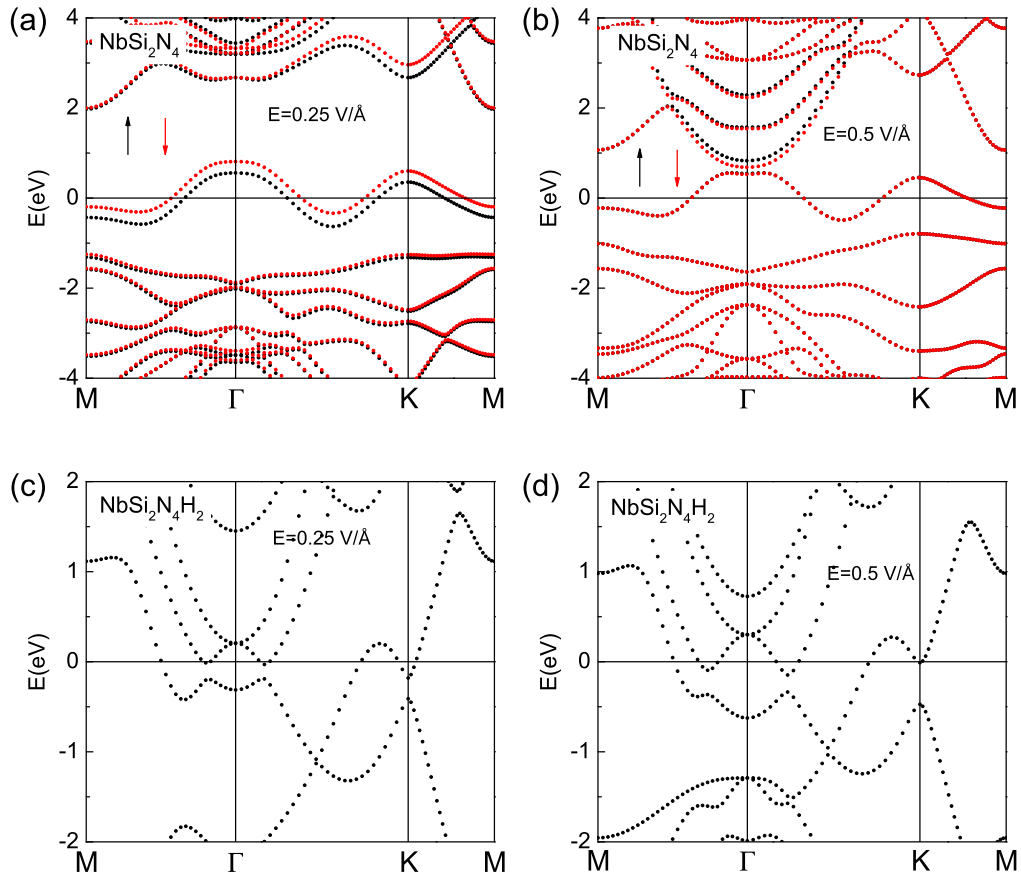 (a)
NbSi₂N₄
E=0.25 V/Å
E(eV)
4
2
0
-2
-4
M
Γ
K
M
(b)
NbSi₂N₄
E=0.5 V/Å
E(eV)
4
2
0
-2
-4
M
Γ
K
M
(c)
NbSi₂N₄H₂
E=0.25 V/Å
E(eV)
2
1
0
-1
-2
M
Γ
K
M
(d)
NbSi₂N₄H₂
E=0.5 V/Å
E(eV)
2
1
0
-1
-2
M
Γ
K
M